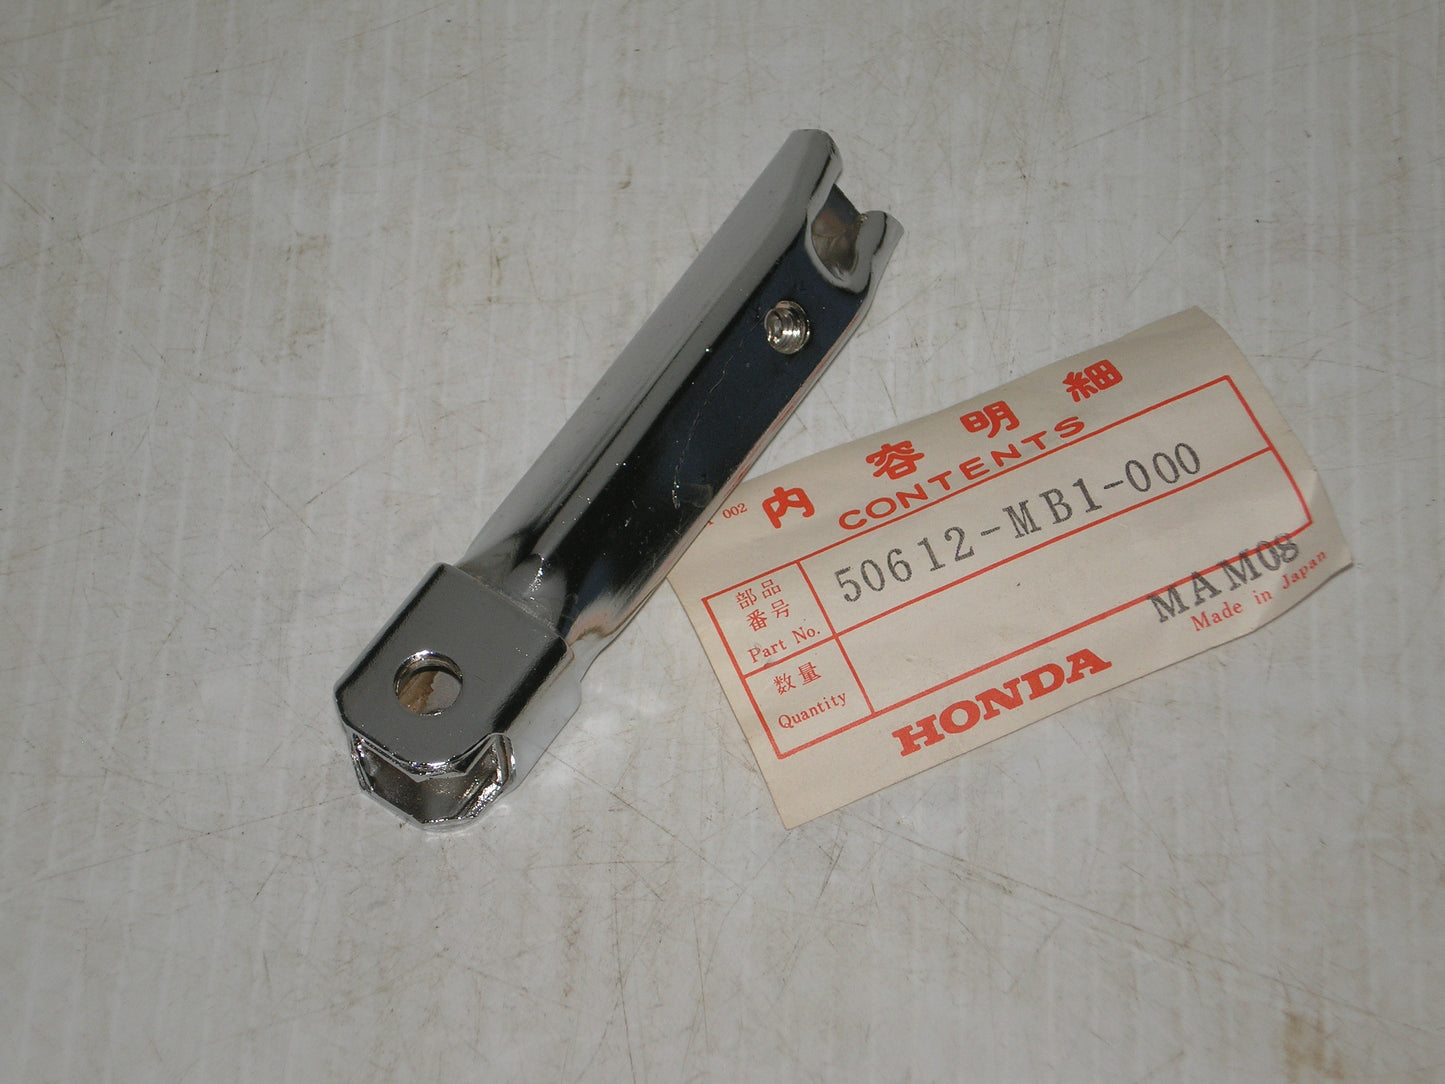 002
内容明細
CONTENTS
部品
番号
Part No.
50612-MB1-000
数量
Quantity
MAM08
Made in Japan
HONDA